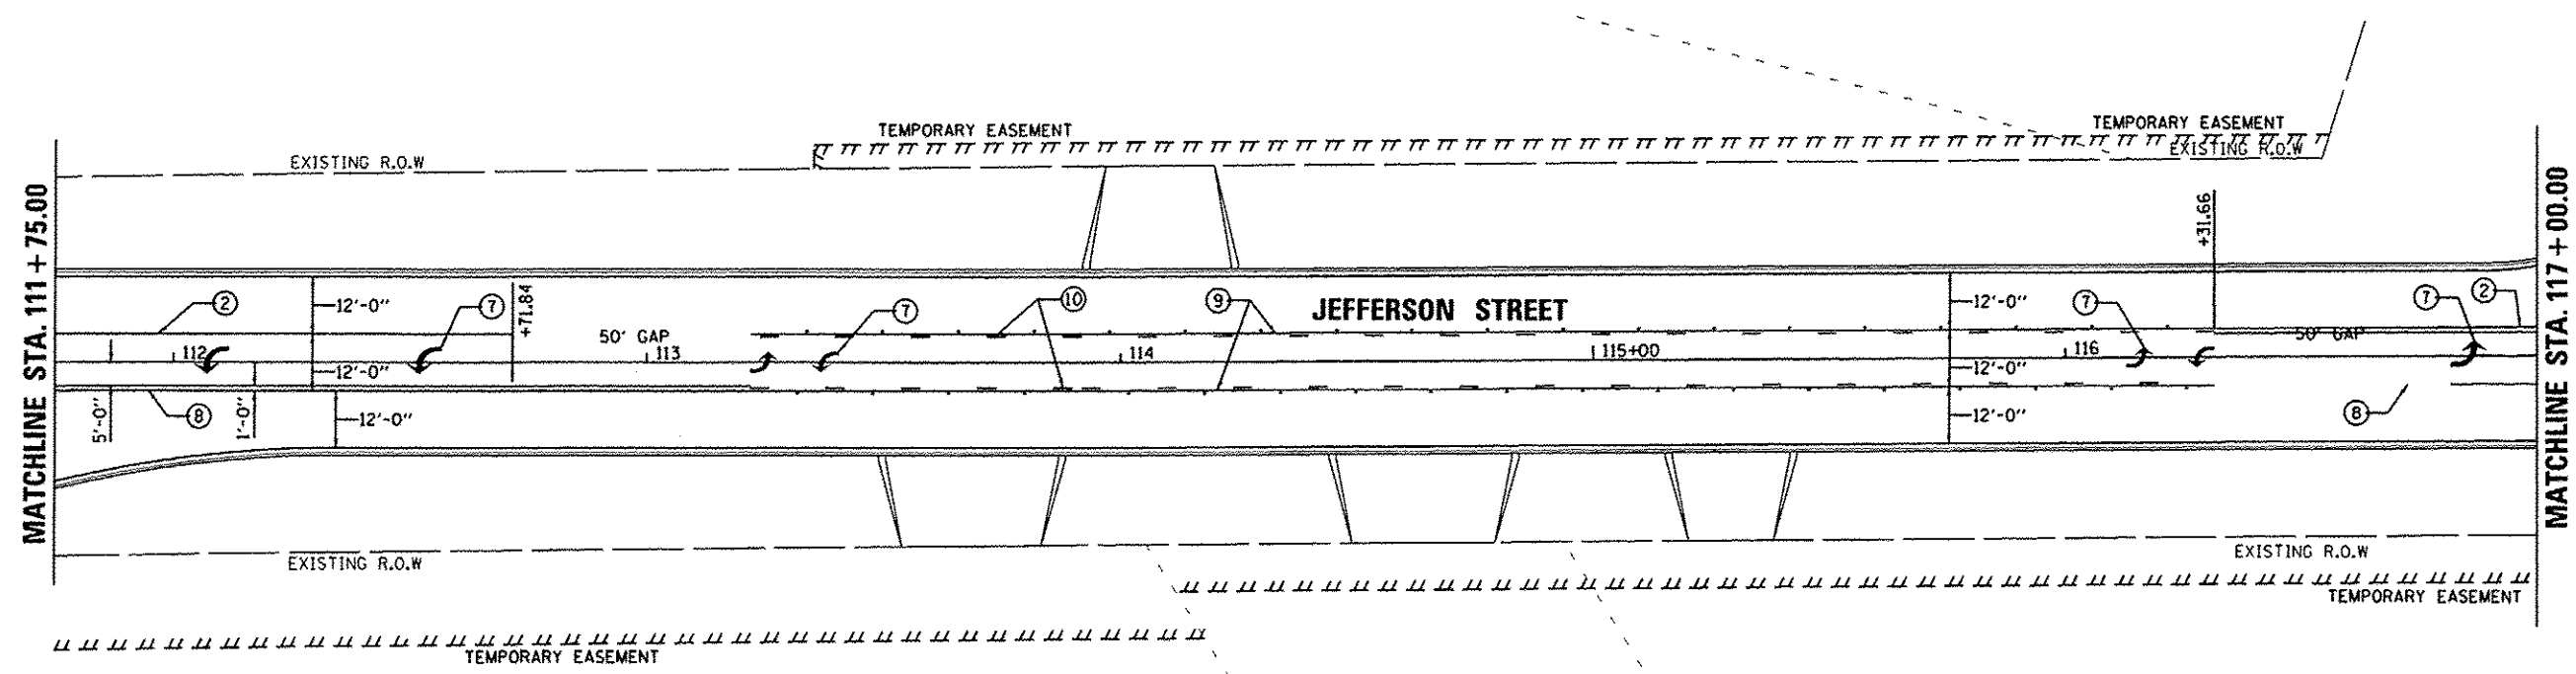 TEMPORARY EASEMENT
TEMPORARY EASEMENT
EXISTING R.O.W
EXISTING R.O.W
MATCHLINE STA. 111 + 75.00
MATCHLINE STA. 117 + 00.00
+31.66
+71.84
2
12'-0"
7
7
10
9
JEFFERSON STREET
12'-0"
7
7
2
50' GAP
50' GAP
112
113
114
115+00
116
12'-0"
12'-0"
5'-0"
8
1'-0"
12'-0"
12'-0"
8
EXISTING R.O.W
EXISTING R.O.W
TEMPORARY EASEMENT
TEMPORARY EASEMENT